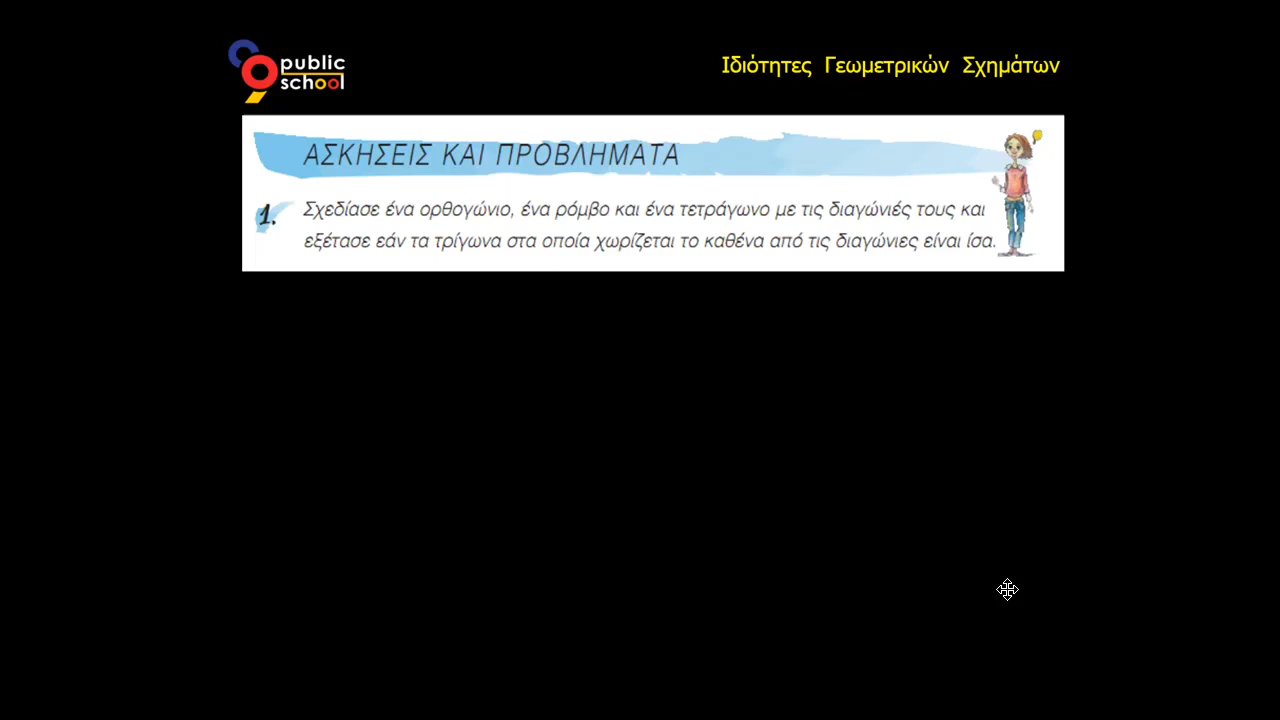 public
school
Ιδιότητες Γεωμετρικών Σχημάτων
ΑΣΚΗΣΕΙΣ ΚΑΙ ΠΡΟΒΛΗΜΑΤΑ
1. Σχεδίασε ένα ορθογώνιο, ένα ρόμβο και ένα τετράγωνο με τις διαγώνιές τους και
εξέτασε εάν τα τρίγωνα στα οποία χωρίζεται το καθένα από τις διαγώνιες είναι ίσα.